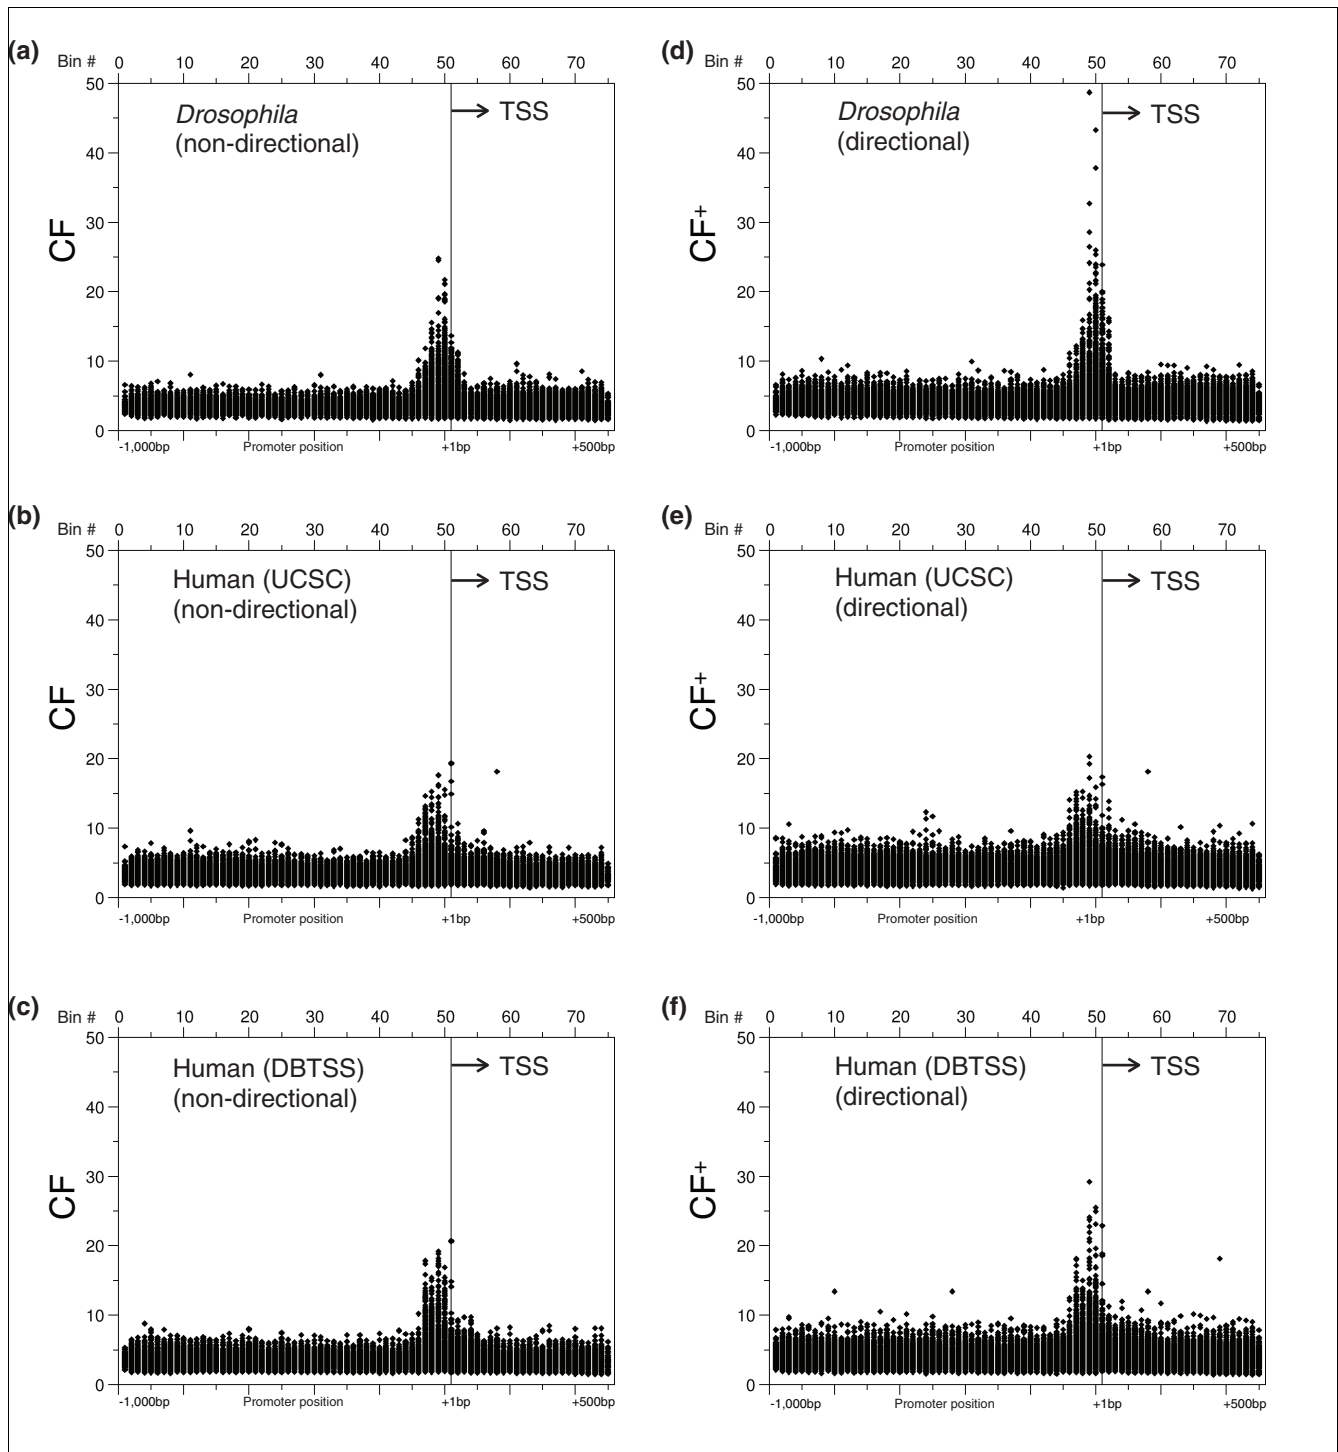 (a)
Bin # 0 10 20 30 40 50 60 70
50
40
30
20
10
0
CF
Drosophila
(non-directional)
TSS
-1,000bp Promoter position +1bp +500bp
(d)
Bin # 0 10 20 30 40 50 60 70
50
40
30
20
10
0
CF+
Drosophila
(directional)
TSS
-1,000bp Promoter position +1bp +500bp
(b)
Bin # 0 10 20 30 40 50 60 70
50
40
30
20
10
0
CF
Human (UCSC)
(non-directional)
TSS
-1,000bp Promoter position +1bp +500bp
(e)
Bin # 0 10 20 30 40 50 60 70
50
40
30
20
10
0
CF+
Human (UCSC)
(directional)
TSS
-1,000bp Promoter position +1bp +500bp
(c)
Bin # 0 10 20 30 40 50 60 70
50
40
30
20
10
0
CF
Human (DBTSS)
(non-directional)
TSS
-1,000bp Promoter position +1bp +500bp
(f)
Bin # 0 10 20 30 40 50 60 70
50
40
30
20
10
0
CF+
Human (DBTSS)
(directional)
TSS
-1,000bp Promoter position +1bp +500bp